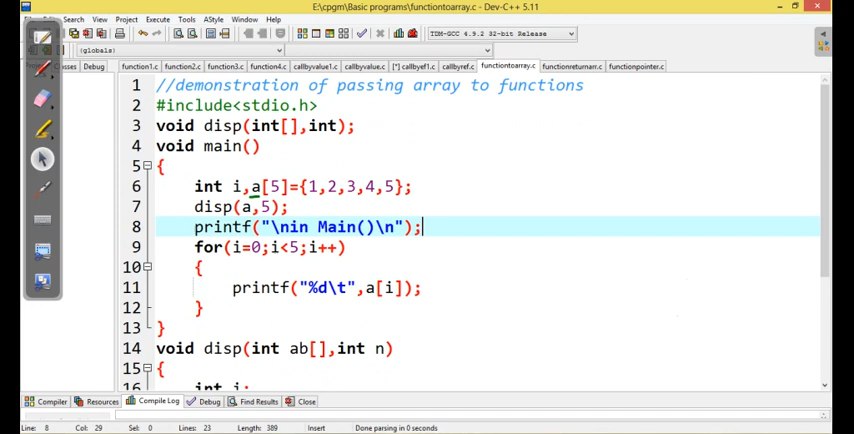 E:\cpgm\Basic programs\functiontoarray.c - Dev-C++ 5.11
Search View Project Execute Tools AStyle Window Help
TDM-GCC 4.9.2 32-bit Release
(globals)
Classes Debug function1.c function2.c function3.c function4.c callbyvalue1.c callbyvalue.c [*] callbyef1.c callbyref.c functiontoarray.c functionreturnarr.c functionpointer.c
1 //demonstration of passing array to functions
2 #include<stdio.h>
3 void disp(int[],int);
4 void main()
5 {
6 int i,a[5]={1,2,3,4,5};
7 disp(a,5);
8 printf("\nin Main()\n");
9 for(i=0;i<5;i++)
10 {
11 printf("%d\t",a[i]);
12 }
13 }
14 void disp(int ab[],int n)
15 {
16 int i;
Compiler Resources Compile Log Debug Find Results Close
Line: 8 Col: 29 Sel: 0 Lines: 23 Length: 389 Insert Done parsing in 0 seconds